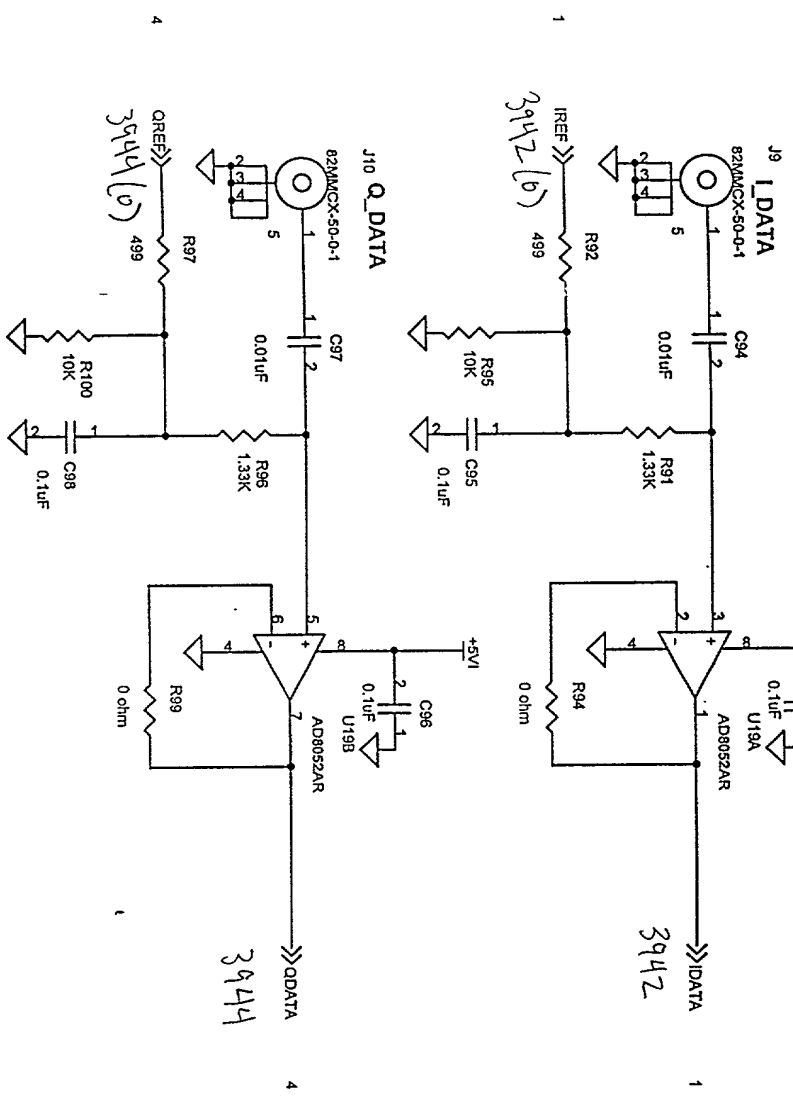 J9 I_DATA
82MMCX-50-0-1
1
2
3
4
5
1
C94
2
0.01uF
IREF
3942(0)
R92
499
R95
10K
R91
1.33K
1
2
C95
0.1uF
3
+
2
-
8
4
1
0.1uF
U19A
AD8052AR
R94
0 ohm
IDATA
3942
1
1
J10 Q_DATA
82MMCX-50-0-1
1
2
3
4
5
1
C97
2
0.01uF
QREF
3944(0)
R97
499
R100
10K
R96
1.33K
1
2
C98
0.1uF
+5VI
2
1
C96
0.1uF
U19B
5
+
6
-
8
4
7
AD8052AR
R99
0 ohm
QDATA
3944
4
4